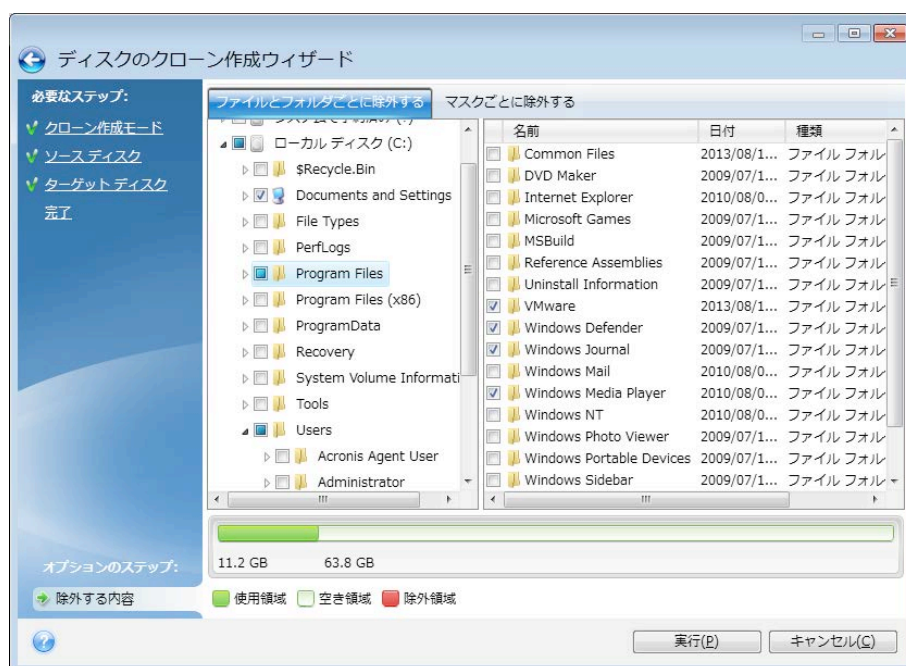 ディスクのクローン作成ウィザード
必要なステップ:
クローン作成モード
ソース ディスク
ターゲット ディスク
完了
ファイルとフォルダごとに除外する
マスクごとに除外する
ローカル ディスク (C:)
$Recycle.Bin
Documents and Settings
File Types
PerfLogs
Program Files
Program Files (x86)
ProgramData
Recovery
System Volume Informati
Tools
Users
Acronis Agent User
Administrator
名前 日付 種類
Common Files 2013/08/1... ファイル フォル
DVD Maker 2009/07/1... ファイル フォル
Internet Explorer 2010/08/0... ファイル フォル
Microsoft Games 2009/07/1... ファイル フォル
MSBuild 2009/07/1... ファイル フォル
Reference Assemblies 2009/07/1... ファイル フォル
Uninstall Information 2009/07/1... ファイル フォル
VMware 2013/08/1... ファイル フォル
Windows Defender 2009/07/1... ファイル フォル
Windows Journal 2009/07/1... ファイル フォル
Windows Mail 2010/08/0... ファイル フォル
Windows Media Player 2010/08/0... ファイル フォル
Windows NT 2010/08/0... ファイル フォル
Windows Photo Viewer 2009/07/1... ファイル フォル
Windows Portable Devices 2009/07/1... ファイル フォル
Windows Sidebar 2009/07/1... ファイル フォル
11.2 GB 63.8 GB
使用領域 空き領域 除外領域
オプションのステップ:
除外する内容
実行(P) キャンセル(C)